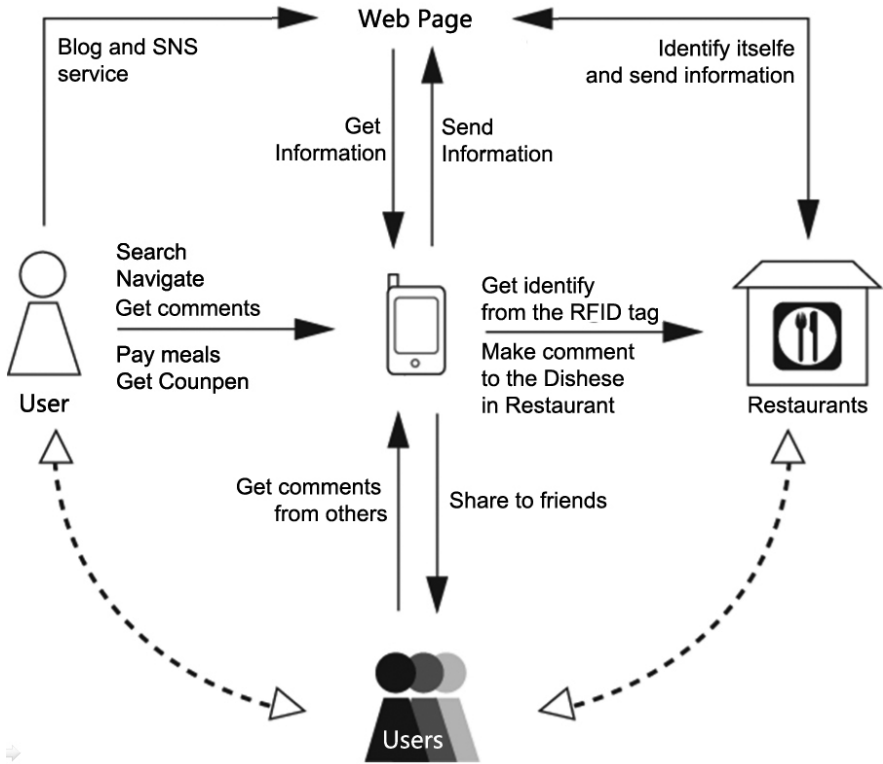 Web Page
Blog and SNS
service
Identify itselfe
and send information
Get
Information
Send
Information
Search
Navigate
Get comments
Pay meals
Get Counpen
User
Get identify
from the RFID tag
Make comment
to the Dishese
in Restaurant
Restaurants
Get comments
from others
Share to friends
Users